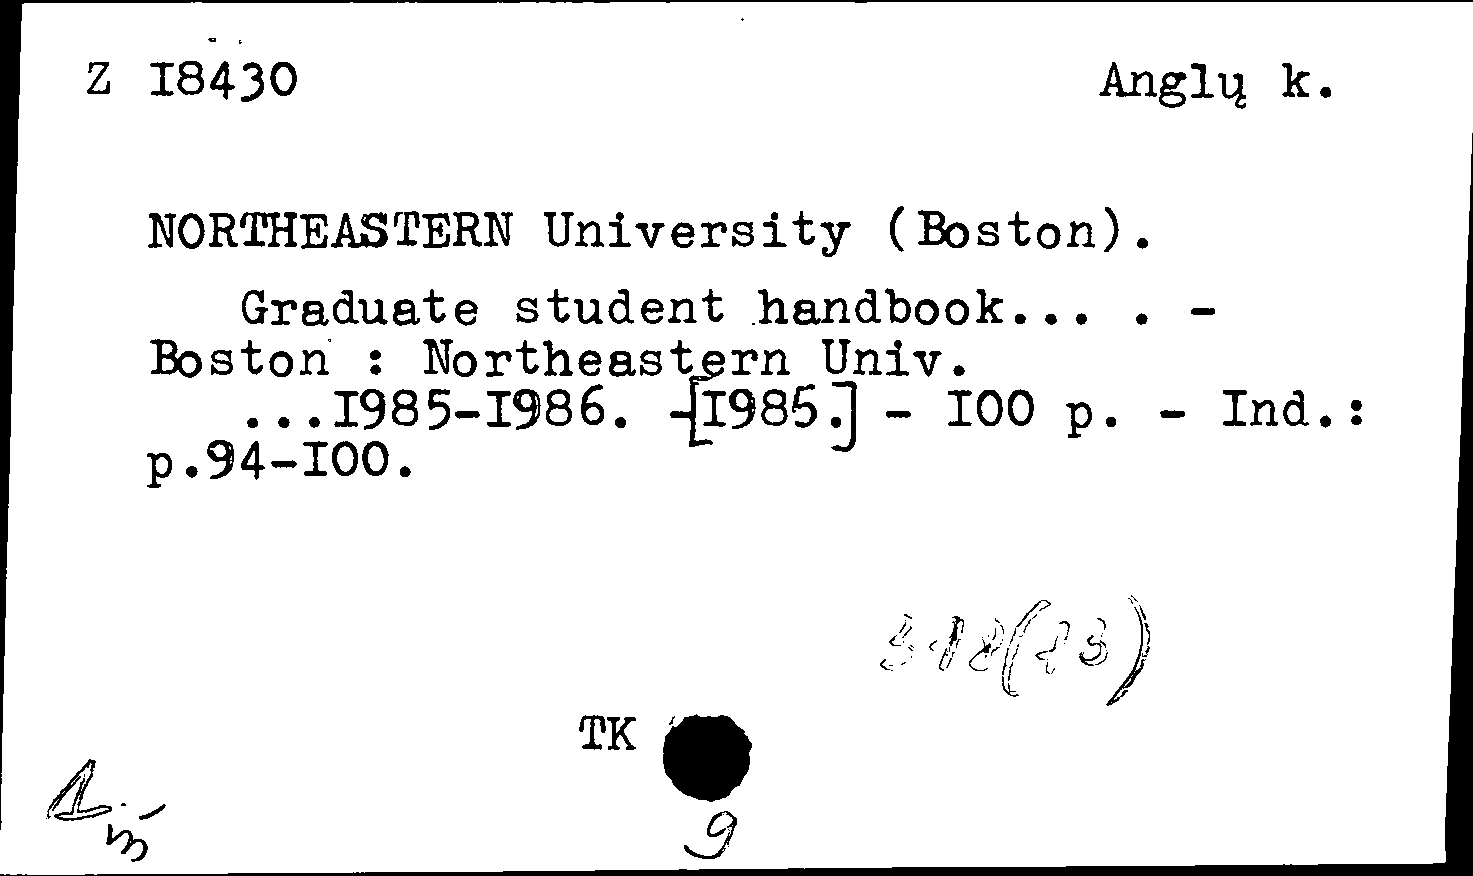 Z I8430 Anglų k.
NORTHEASTERN University (Boston).
Graduate student handbook... . -
Boston : Northeastern Univ.
...I985-I986. -[I985.] - I00 p. - Ind.:
p.94-I00.
TK
9